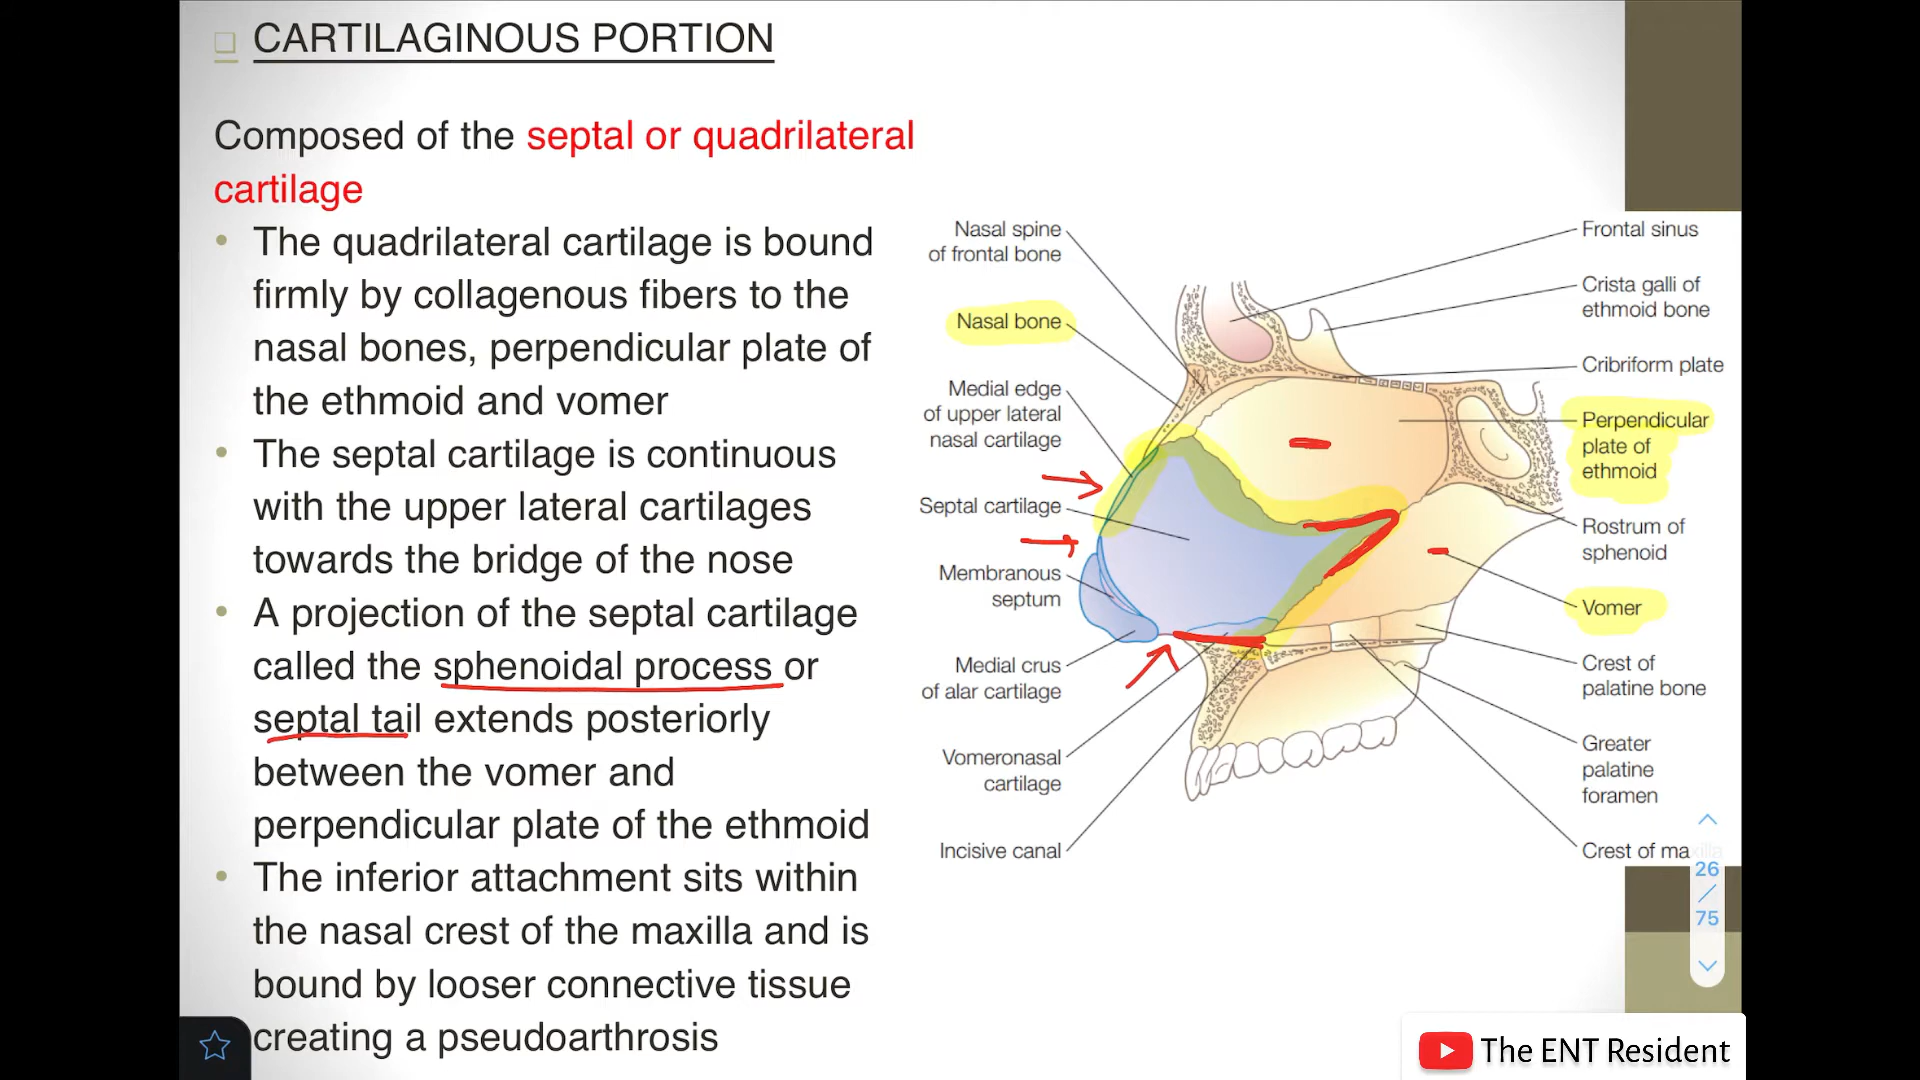 CARTILAGINOUS PORTION
Composed of the septal or quadrilateral
cartilage
• The quadrilateral cartilage is bound
firmly by collagenous fibers to the
nasal bones, perpendicular plate of
the ethmoid and vomer
• The septal cartilage is continuous
with the upper lateral cartilages
towards the bridge of the nose
• A projection of the septal cartilage
called the sphenoidal process or
septal tail extends posteriorly
between the vomer and
perpendicular plate of the ethmoid
• The inferior attachment sits within
the nasal crest of the maxilla and is
bound by looser connective tissue
creating a pseudoarthrosis
Nasal spine
of frontal bone
Nasal bone
Medial edge
of upper lateral
nasal cartilage
Septal cartilage
Membranous
septum
Medial crus
of alar cartilage
Vomeronasal
cartilage
Incisive canal
Frontal sinus
Crista galli of
ethmoid bone
Cribriform plate
Perpendicular
plate of
ethmoid
Rostrum of
sphenoid
Vomer
Crest of
palatine bone
Greater
palatine
foramen
Crest of maxilla
26
/
75
The ENT Resident